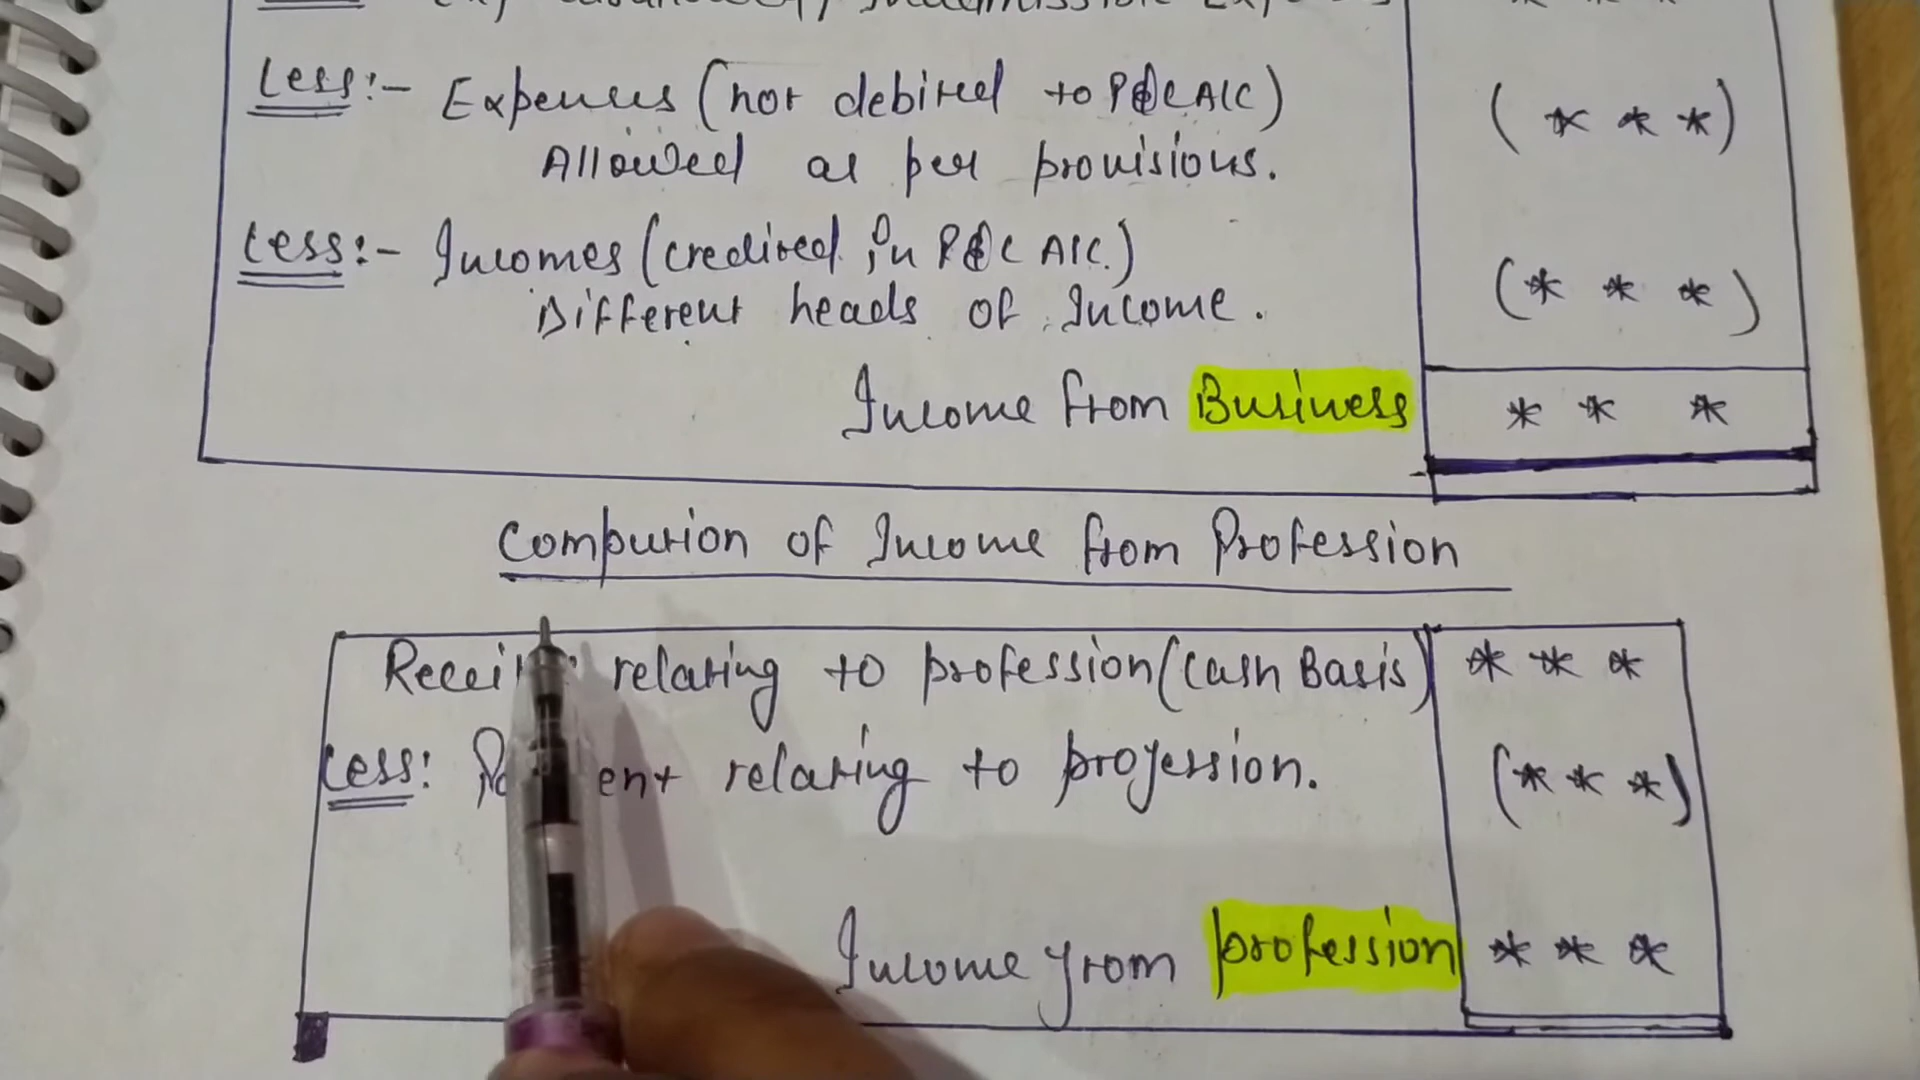 Less:- Expenses (not debited to P&L A/C) (* * *)
Allowed as per provisions.
Less:- Incomes (credited in P&L A/C.)
Different heads of Income. (* * *)
Income from Business * * *
Compution of Income from Profession
relating to profession (Cash Basis) * * *
Less: relating to profession. (* * *)
Income from profession * * *